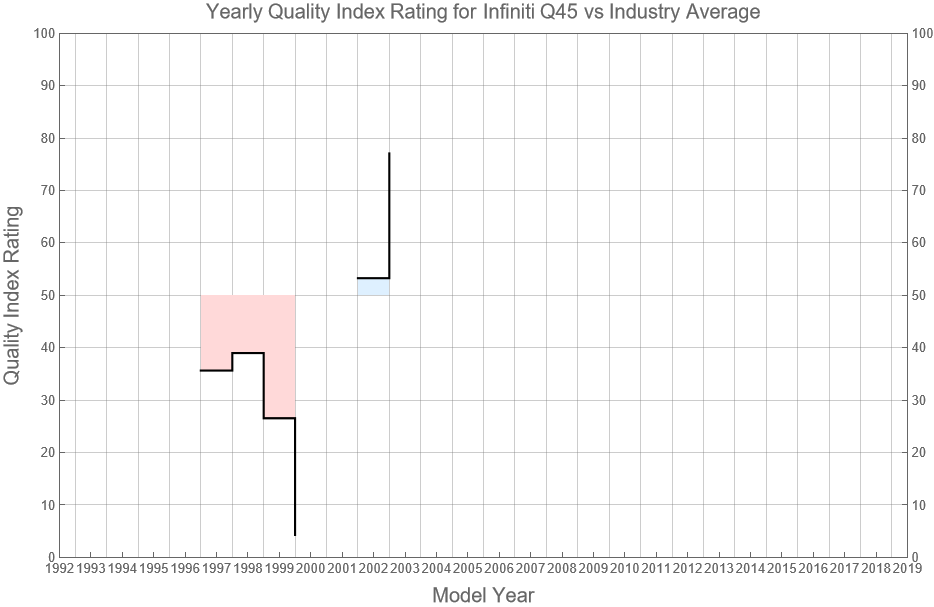 Yearly Quality Index Rating for Infiniti Q45 vs Industry Average
100 100
90 90
80 80
70 70
60 60
50 50
40 40
30 30
20 20
10 10
0 0
1992 1993 1994 1995 1996 1997 1998 1999 2000 2001 2002 2003 2004 2005 2006 2007 2008 2009 2010 2011 2012 2013 2014 2015 2016 2017 2018 2019
Model Year
Quality Index Rating